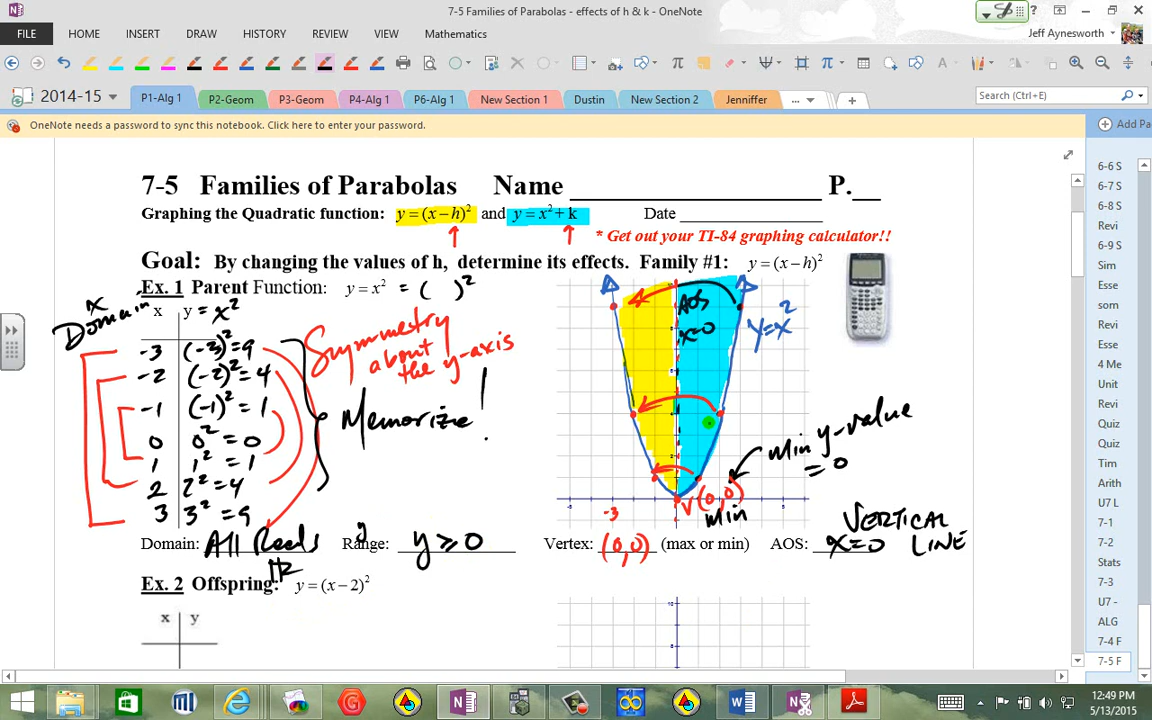 7-5 Families of Parabolas - effects of h & k - OneNote
FILE HOME INSERT DRAW HISTORY REVIEW VIEW Mathematics
Jeff Aynesworth
2014-15 P1-Alg 1 P2-Geom P3-Geom P4-Alg 1 P6-Alg 1 New Section 1 Dustin New Section 2 Jenniffer ...
Search (Ctrl+E)
OneNote needs a password to sync this notebook. Click here to enter your password.
Add Pa
7-5 Families of Parabolas Name ____________ P.__
Graphing the Quadratic function: y = (x − h)² and y = x² + k Date ____________
* Get out your TI-84 graphing calculator!!
Goal: By changing the values of h, determine its effects. Family #1: y = (x − h)²
Ex. 1 Parent Function: y = x² = ( )²
x
Domain
x y = x²
-3 (-3)² = 9
-2 (-2)² = 4
-1 (-1)² = 1
0 0² = 0
1 1² = 1
2 2² = 4
3 3² = 9
Symmetry
about
the y-axis
Memorize!
AOS
x=0
y=x²
min y-value
= 0
V(0,0)
min
-3
Domain: All Reals
ℝ
y
Range: y ≥ 0
Vertex: (0,0) (max or min)
AOS: x=0
VERTICAL
LINE
Ex. 2 Offspring: y = (x − 2)²
x y
10
8
6-6 S
6-7 S
6-8 S
Revi
6-9 S
Sim
Exse
som
Revi
4 Me
Unit
Revi
Quiz
Quiz
Tim
Arith
U7 L
7-1
7-2
Stats
7-3
U7 -
ALG
7-4 F
7-5 F
12:49 PM
5/13/2015